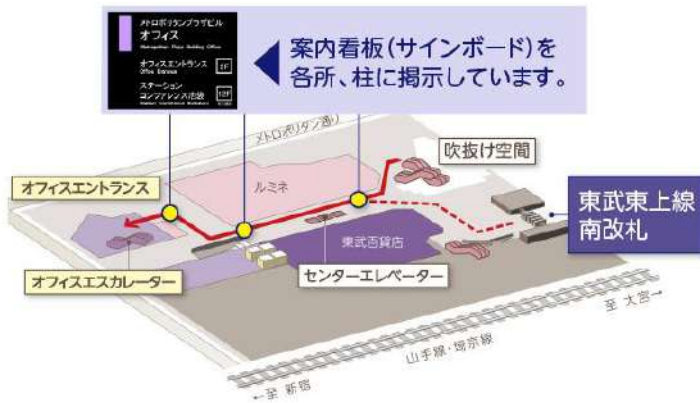 メトロポリタンプラザビル
オフィス
Metropolitan Plaza Building Office
オフィスエントランス
Office Entrance
1F
ステーション
コンファレンス池袋
12F
案内看板(サインボード)を
各所、柱に掲示しています。
メトロポリタン通り
吹抜け空間
オフィスエントランス
ルミネ
東武東上線
南改札
東武百貨店
オフィスエスカレーター
センターエレベーター
至 大宮→
山手線・埼京線
←至 新宿